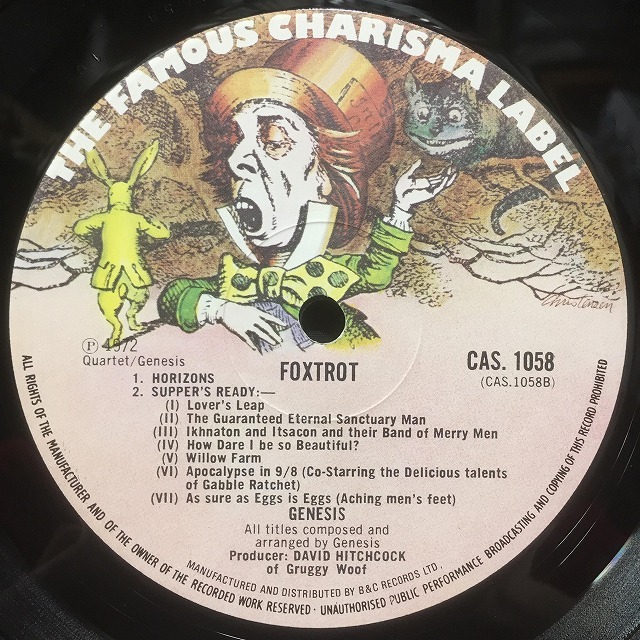 THE FAMOUS CHARISMA LABEL
Christensen
Ⓟ 1972
Quartet/Genesis
FOXTROT
CAS. 1058
(CAS.1058B)
1. HORIZONS
2. SUPPER'S READY:—
(I) Lover's Leap
(II) The Guaranteed Eternal Sanctuary Man
(III) Ikhnaton and Itsacon and their Band of Merry Men
(IV) How Dare I be so Beautiful?
(V) Willow Farm
(VI) Apocalypse in 9/8 (Co-Starring the Delicious talents
of Gabble Ratchet)
(VII) As sure as Eggs is Eggs (Aching men's feet)
GENESIS
All titles composed and
arranged by Genesis
Producer: DAVID HITCHCOCK
of Gruggy Woof
MANUFACTURED AND DISTRIBUTED BY B&C RECORDS LTD.
ALL RIGHTS OF THE MANUFACTURER AND OF THE OWNER OF THE RECORDED WORK RESERVED · UNAUTHORISED PUBLIC PERFORMANCE BROADCASTING AND COPYING OF THIS RECORD PROHIBITED